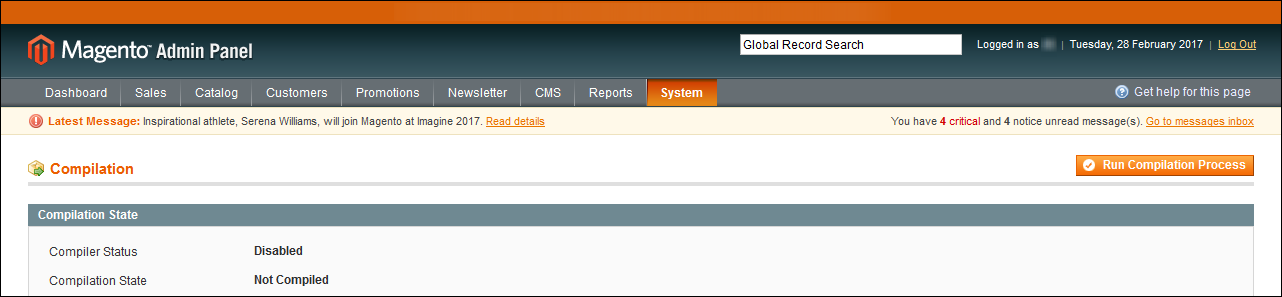 Magento™ Admin Panel
Global Record Search
Logged in as | Tuesday, 28 February 2017 | Log Out
Dashboard Sales Catalog Customers Promotions Newsletter CMS Reports System
Get help for this page
Latest Message: Inspirational athlete, Serena Williams, will join Magento at Imagine 2017. Read details
You have 4 critical and 4 notice unread message(s). Go to messages inbox
Compilation
Run Compilation Process
Compilation State
Compiler Status Disabled
Compilation State Not Compiled